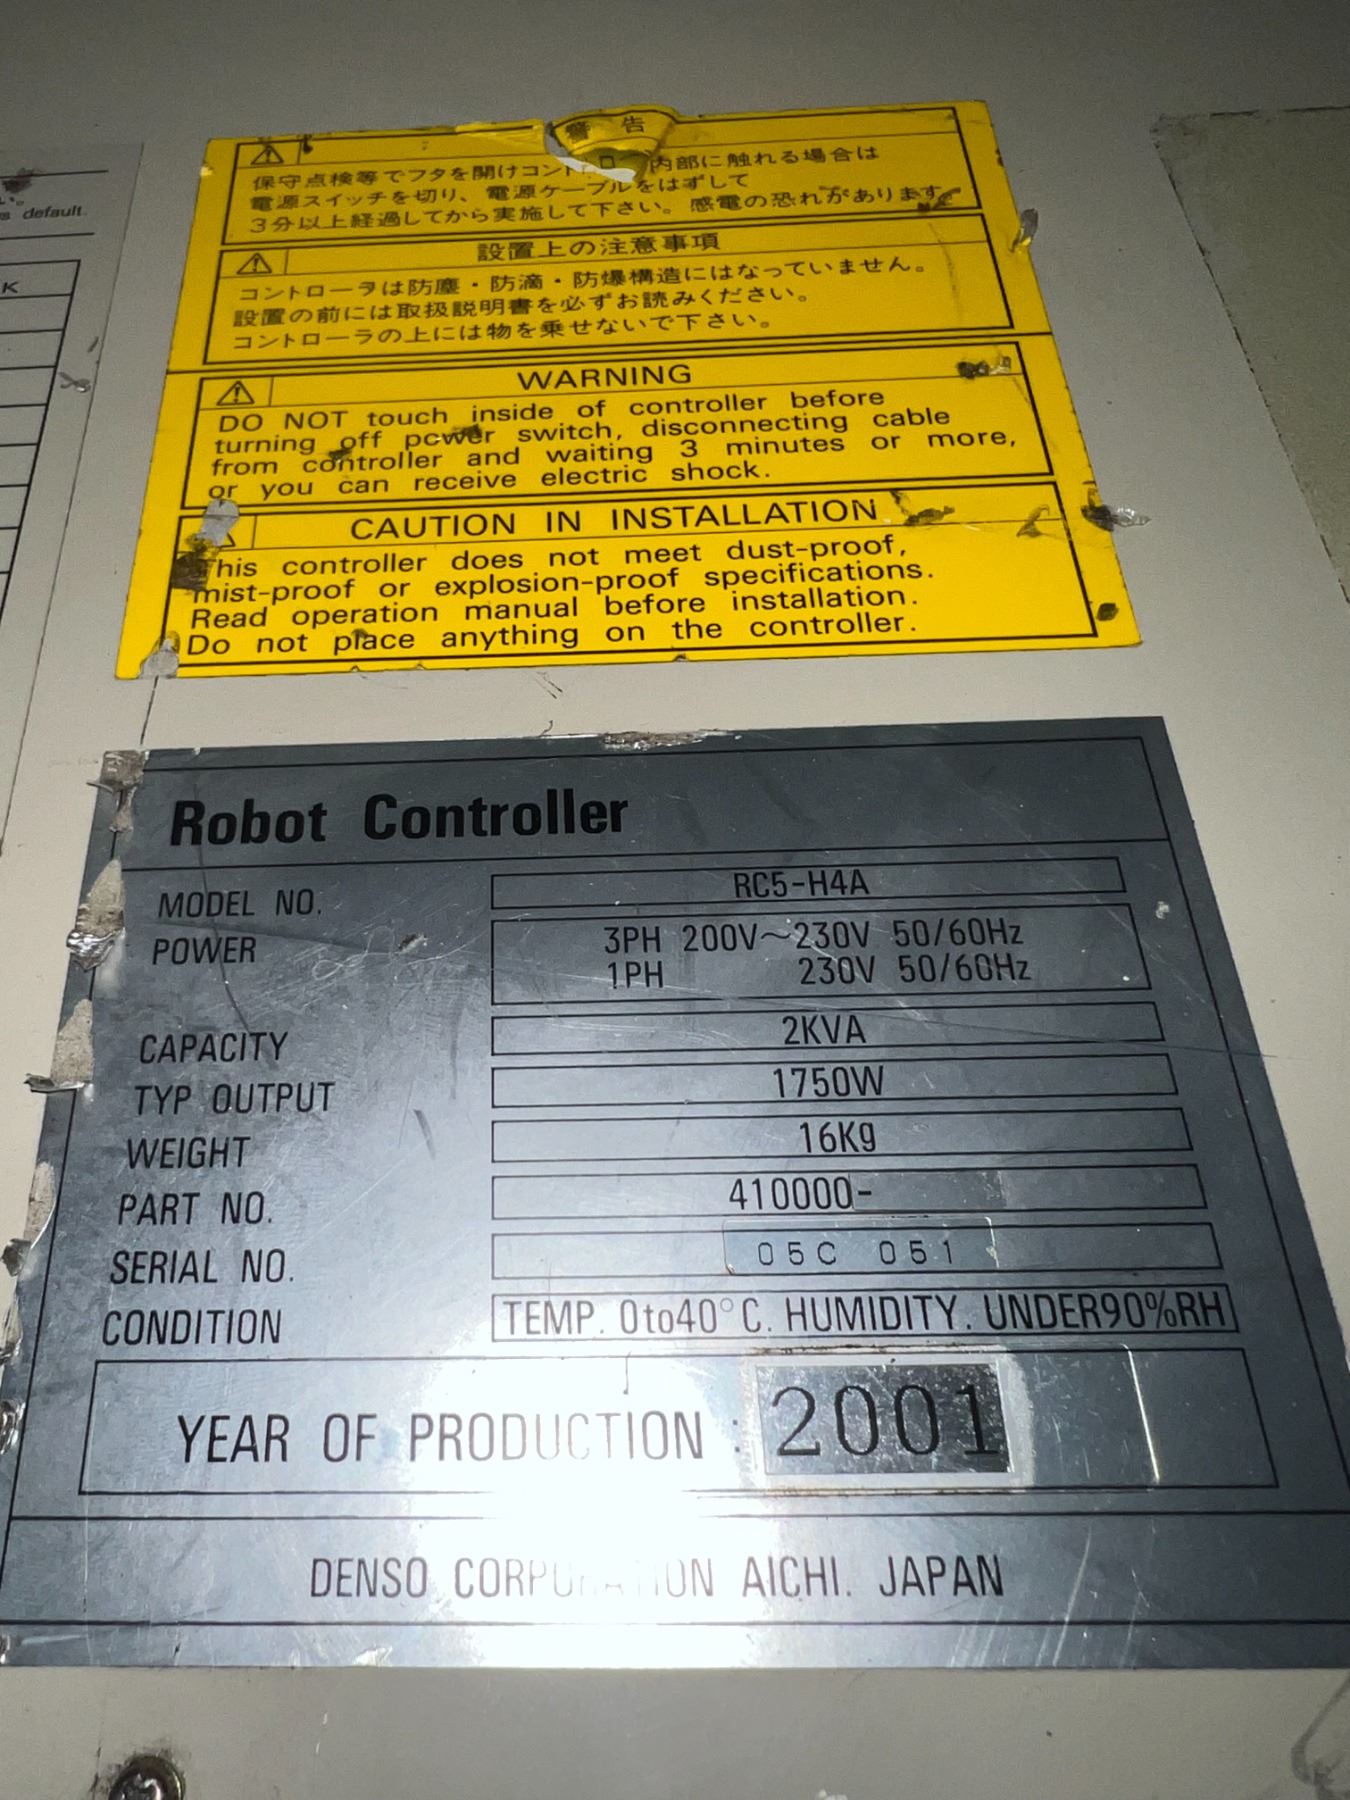 い。
s default.
K
警告
保守点検等でフタを開けコントロ 内部に触れる場合は
電源スイッチを切り、電源ケーブルをはずして
3分以上経過してから実施して下さい。感電の恐れがあります。
設置上の注意事項
コントローラは防塵・防滴・防爆構造にはなっていません。
設置の前には取扱説明書を必ずお読みください。
コントローラの上には物を乗せないで下さい。
WARNING
DO NOT touch inside of controller before
turning off power switch, disconnecting cable
from controller and waiting 3 minutes or more,
or you can receive electric shock.
CAUTION IN INSTALLATION
This controller does not meet dust-proof,
mist-proof or explosion-proof specifications.
Read operation manual before installation.
Do not place anything on the controller.
Robot Controller
MODEL NO. RC5-H4A
POWER 3PH 200V～230V 50/60Hz
1PH 230V 50/60Hz
CAPACITY 2KVA
TYP OUTPUT 1750W
WEIGHT 16Kg
PART NO. 410000-
SERIAL NO. 05C 051
CONDITION TEMP. 0to40°C. HUMIDITY. UNDER90%RH
YEAR OF PRODUCTION : 2001
DENSO CORPORATION AICHI. JAPAN